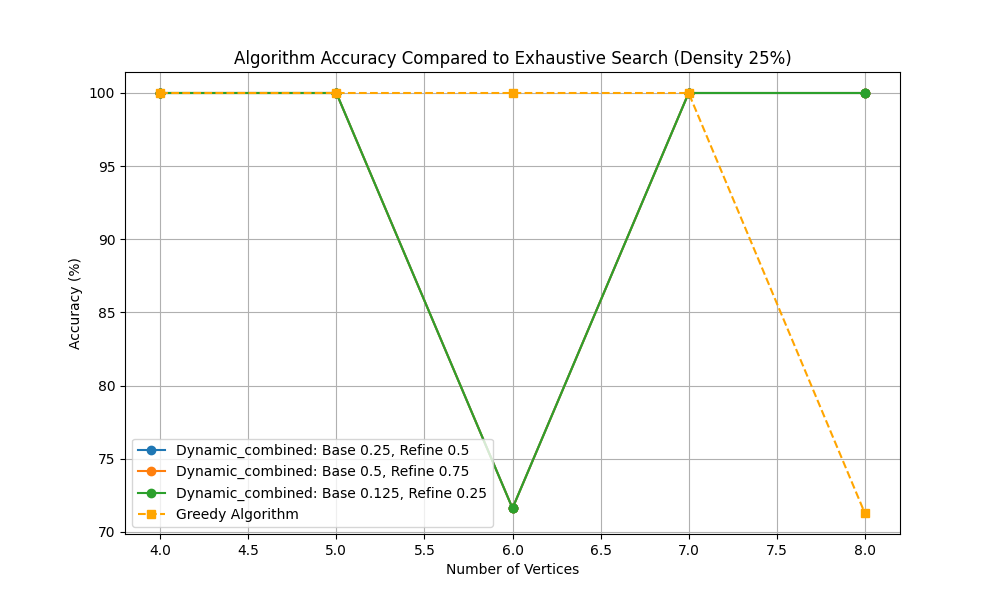 Algorithm Accuracy Compared to Exhaustive Search (Density 25%)
Accuracy (%)
100
95
90
85
80
75
70
Dynamic_combined: Base 0.25, Refine 0.5
Dynamic_combined: Base 0.5, Refine 0.75
Dynamic_combined: Base 0.125, Refine 0.25
Greedy Algorithm
4.0 4.5 5.0 5.5 6.0 6.5 7.0 7.5 8.0
Number of Vertices